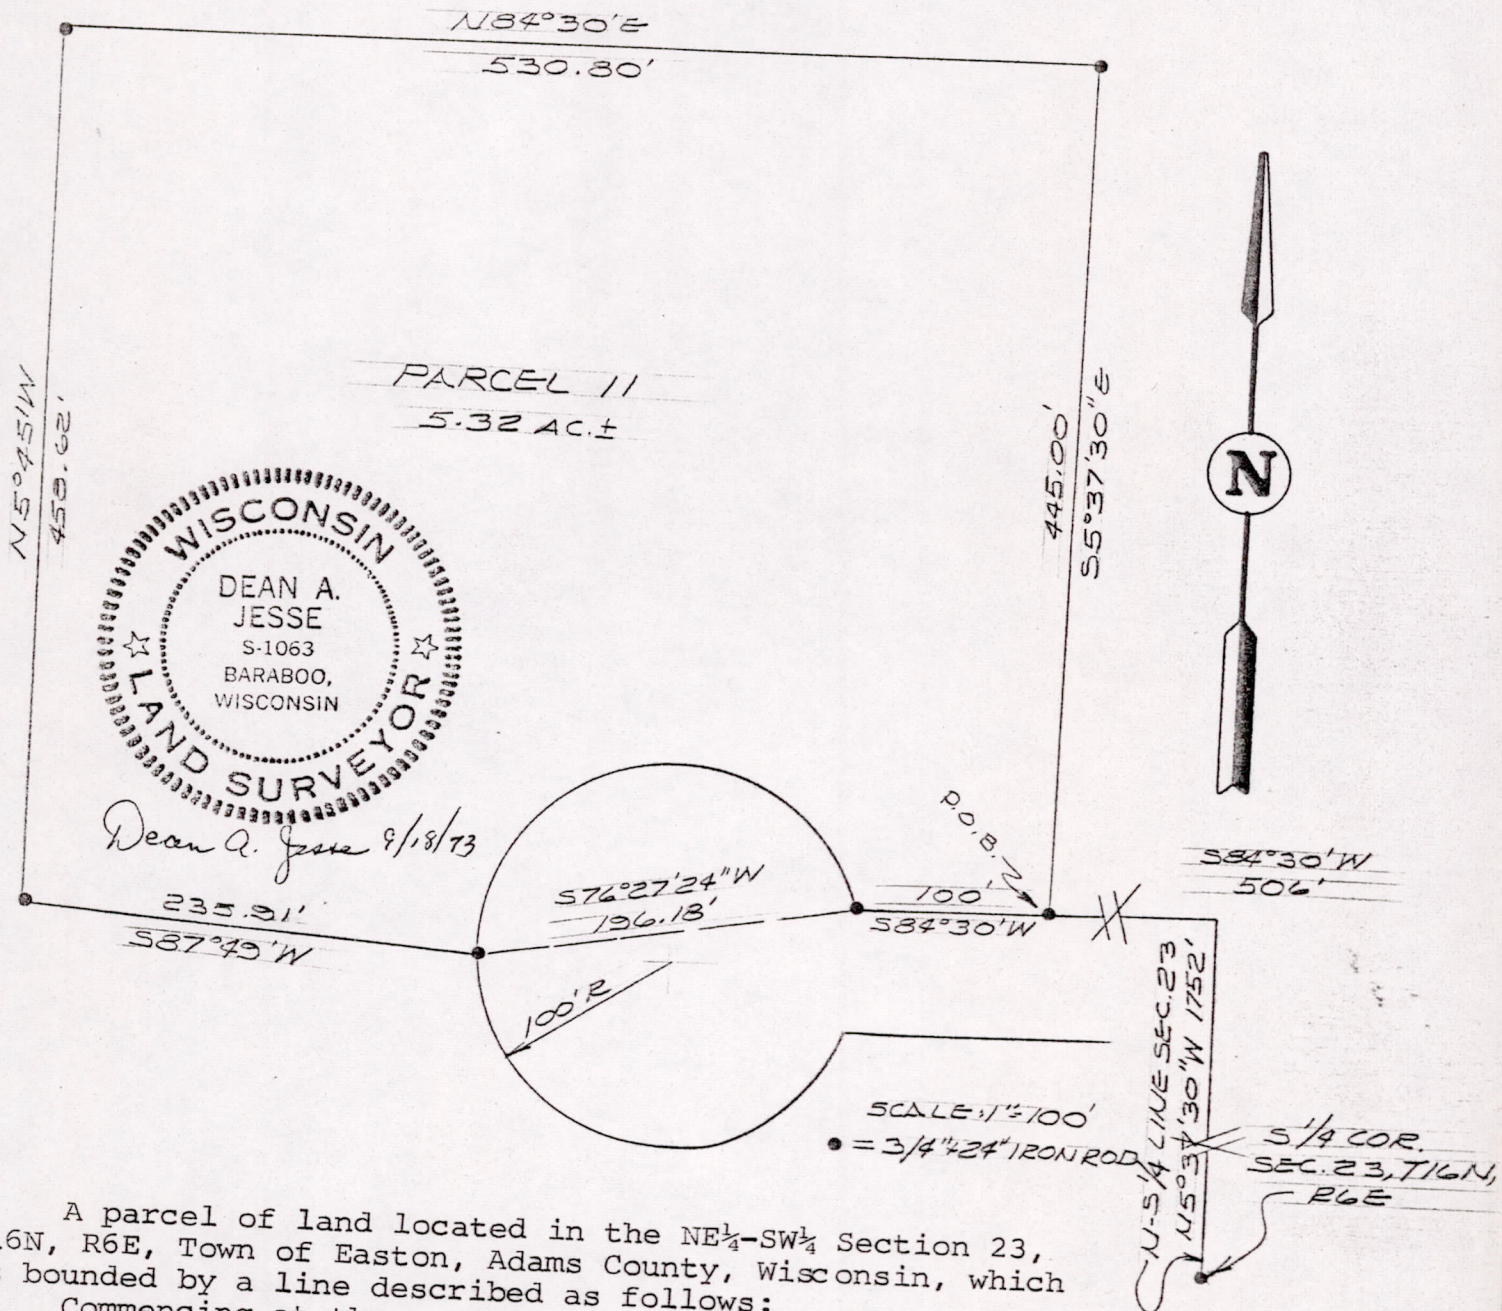 N84°30'E
530.80'
N5°45'W
458.62'
PARCEL 11
5.32 AC.±
445.00'
S5°37'30"E
N
WISCONSIN
DEAN A.
JESSE
S-1063
BARABOO,
WISCONSIN
LAND SURVEYOR
Dean A. Jesse 9/18/73
235.91'
S87°49'W
S76°27'24"W
196.18'
100'R
P.O.B.
100'
S84°30'W
S84°30'W
506'
N-S 1/4 LINE SEC. 23
N5°37'30"W 1752'
SCALE: 1"=100'
● = 3/4"x24" IRON ROD
S 1/4 COR.
SEC. 23, T16N,
R6E
A parcel of land located in the NE¼-SW¼ Section 23,
6N, R6E, Town of Easton, Adams County, Wisconsin, which
bounded by a line described as follows:
Commencing at the